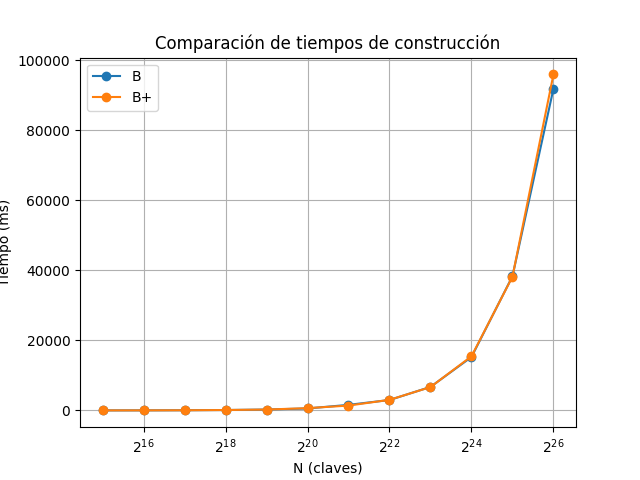 Comparación de tiempos de construcción
B
B+
100000
80000
60000
40000
20000
0
Tiempo (ms)
2^16 2^18 2^20 2^22 2^24 2^26
N (claves)